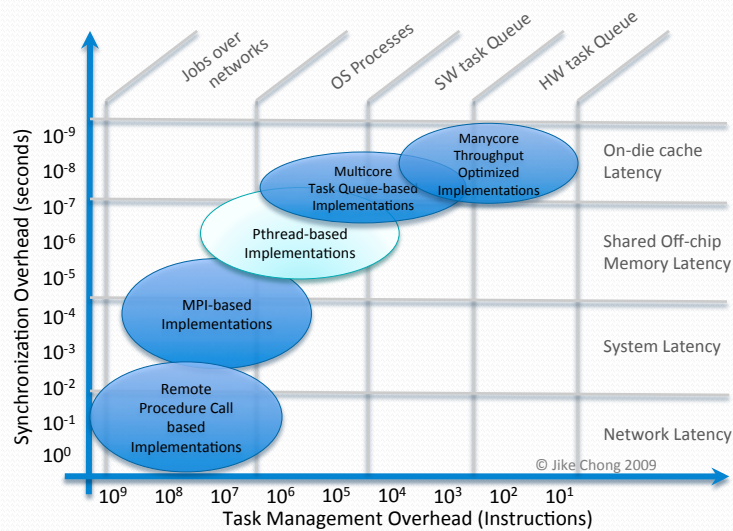 Jobs over
networks
OS Processes
SW task Queue
HW task Queue
Synchronization Overhead (seconds)
10⁻⁹
10⁻⁸
10⁻⁷
10⁻⁶
10⁻⁵
10⁻⁴
10⁻³
10⁻²
10⁻¹
10⁰
Manycore
Throughput
Optimized
Implementations
Multicore
Task Queue-based
Implementations
Pthread-based
Implementations
MPI-based
Implementations
Remote
Procedure Call
based
Implementations
On-die cache
Latency
Shared Off-chip
Memory Latency
System Latency
Network Latency
© Jike Chong 2009
10⁹ 10⁸ 10⁷ 10⁶ 10⁵ 10⁴ 10³ 10² 10¹
Task Management Overhead (Instructions)